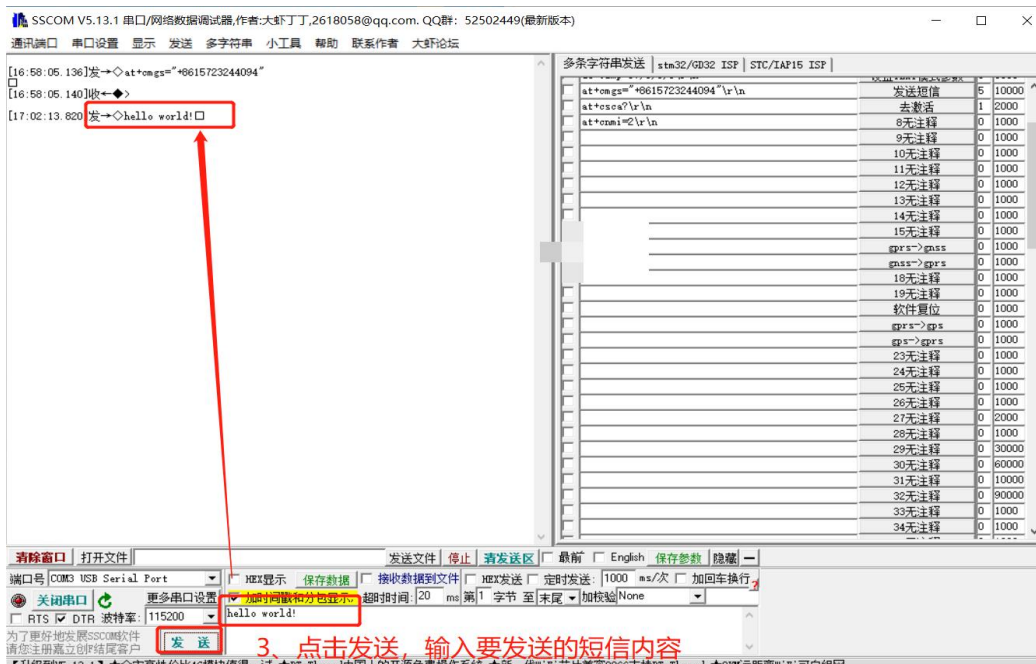 SSCOM V5.13.1 串口/网络数据调试器,作者:大虾丁丁,2618058@qq.com. QQ群: 52502449(最新版本)
通讯端口 串口设置 显示 发送 多字符串 小工具 帮助 联系作者 大虾论坛
[16:58:05.136]发→◇at+cmgs="+8615723244094"
□
[16:58:05.140]收←◆>
[17:02:13.820]发→◇hello world!□
多条字符串发送 stm32/GD32 ISP STC/IAP15 ISP
at+cmgs="+8615723244094"\r\n 发送短信 5 10000
at+csca?\r\n 去激活 1 2000
at+cnmi=2\r\n 8无注释 0 1000
9无注释 0 1000
10无注释 0 1000
11无注释 0 1000
12无注释 0 1000
13无注释 0 1000
14无注释 0 1000
15无注释 0 1000
gprs->gnss 0 1000
gnss->gprs 0 1000
18无注释 0 1000
19无注释 0 1000
软件复位 0 1000
gprs->gps 0 1000
gps->gprs 0 1000
23无注释 0 1000
24无注释 0 1000
25无注释 0 1000
26无注释 0 1000
27无注释 0 2000
28无注释 0 1000
29无注释 0 30000
30无注释 0 60000
31无注释 0 10000
32无注释 0 90000
33无注释 0 1000
34无注释 0 1000
清除窗口 打开文件 发送文件 停止 清发送区 最前 English 保存参数 隐藏
端口号 COM3 USB Serial Port HEX显示 保存数据 接收数据到文件 HEX发送 定时发送: 1000 ms/次 加回车换行
关闭串口 更多串口设置 加时间戳和分包显示, 超时时间: 20 ms 第 1 字节 至 末尾 加校验 None
RTS DTR 波特率: 115200 hello world!
为了更好地发展SSCOM软件
请您注册嘉立创F结尾客户
发 送
3、点击发送，输入要发送的短信内容